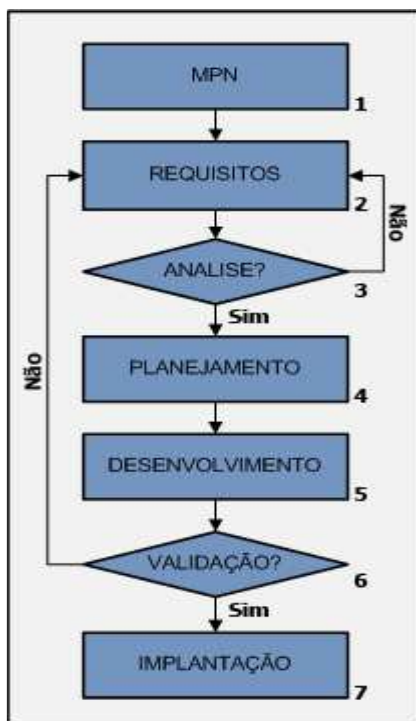 MPN
1
REQUISITOS
2
Não
ANALISE?
3
Sim
PLANEJAMENTO
4
Não
DESENVOLVIMENTO
5
VALIDAÇÃO?
6
Sim
IMPLANTAÇÃO
7